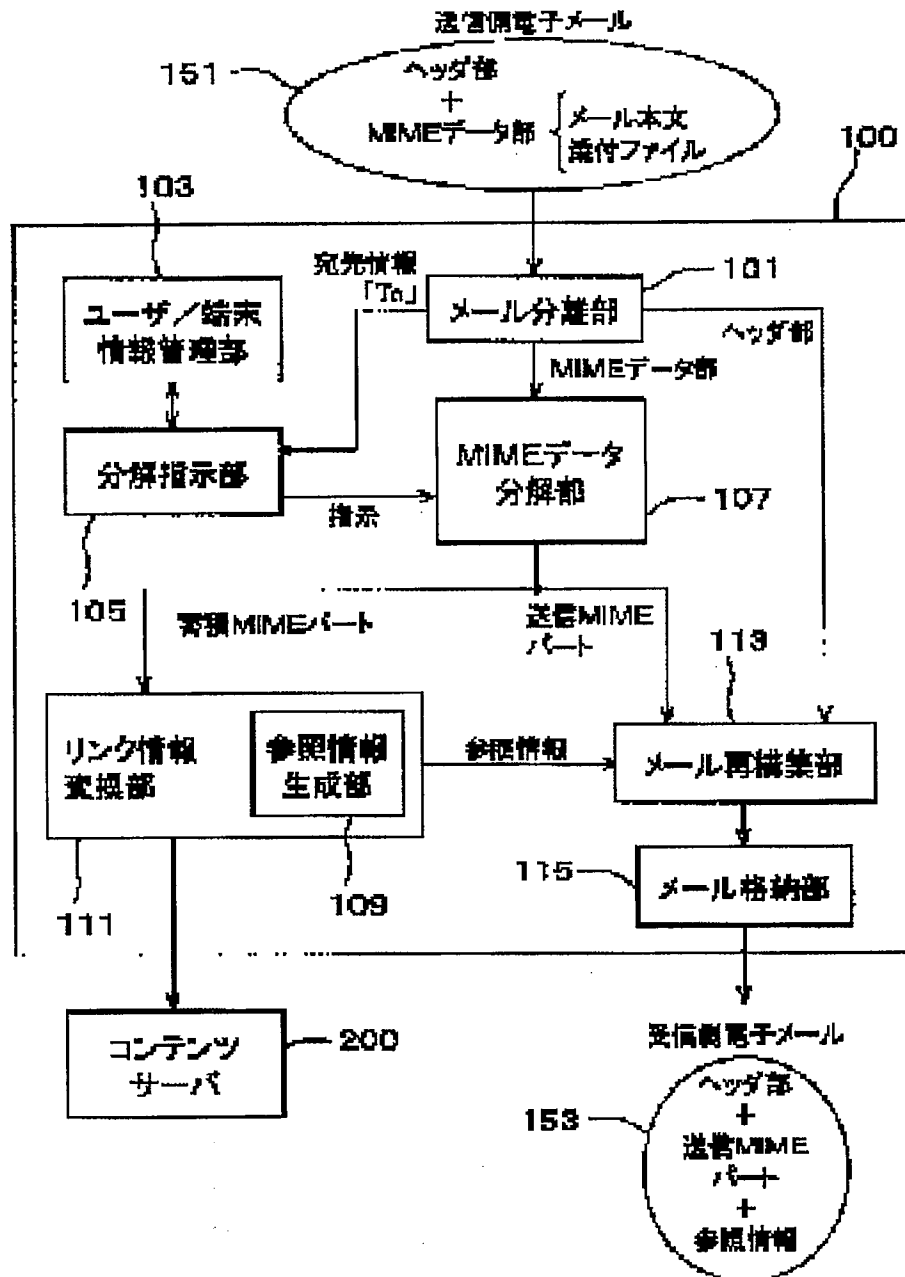 送信側電子メール
151
ヘッダ部
+
MIMEデータ部
メール本文
添付ファイル
100
103
宛先情報
「To」
101
ユーザ/端末
情報管理部
メール分離部
ヘッダ部
MIMEデータ部
分解指示部
MIMEデータ
分解部
指示
107
105
蓄積MIMEパート
送信MIME
パート
113
リンク情報
変換部
参照情報
生成部
参照情報
メール再構築部
115
メール格納部
109
111
コンテンツ
サーバ
200
受信側電子メール
153
ヘッダ部
+
送信MIME
パート
+
参照情報